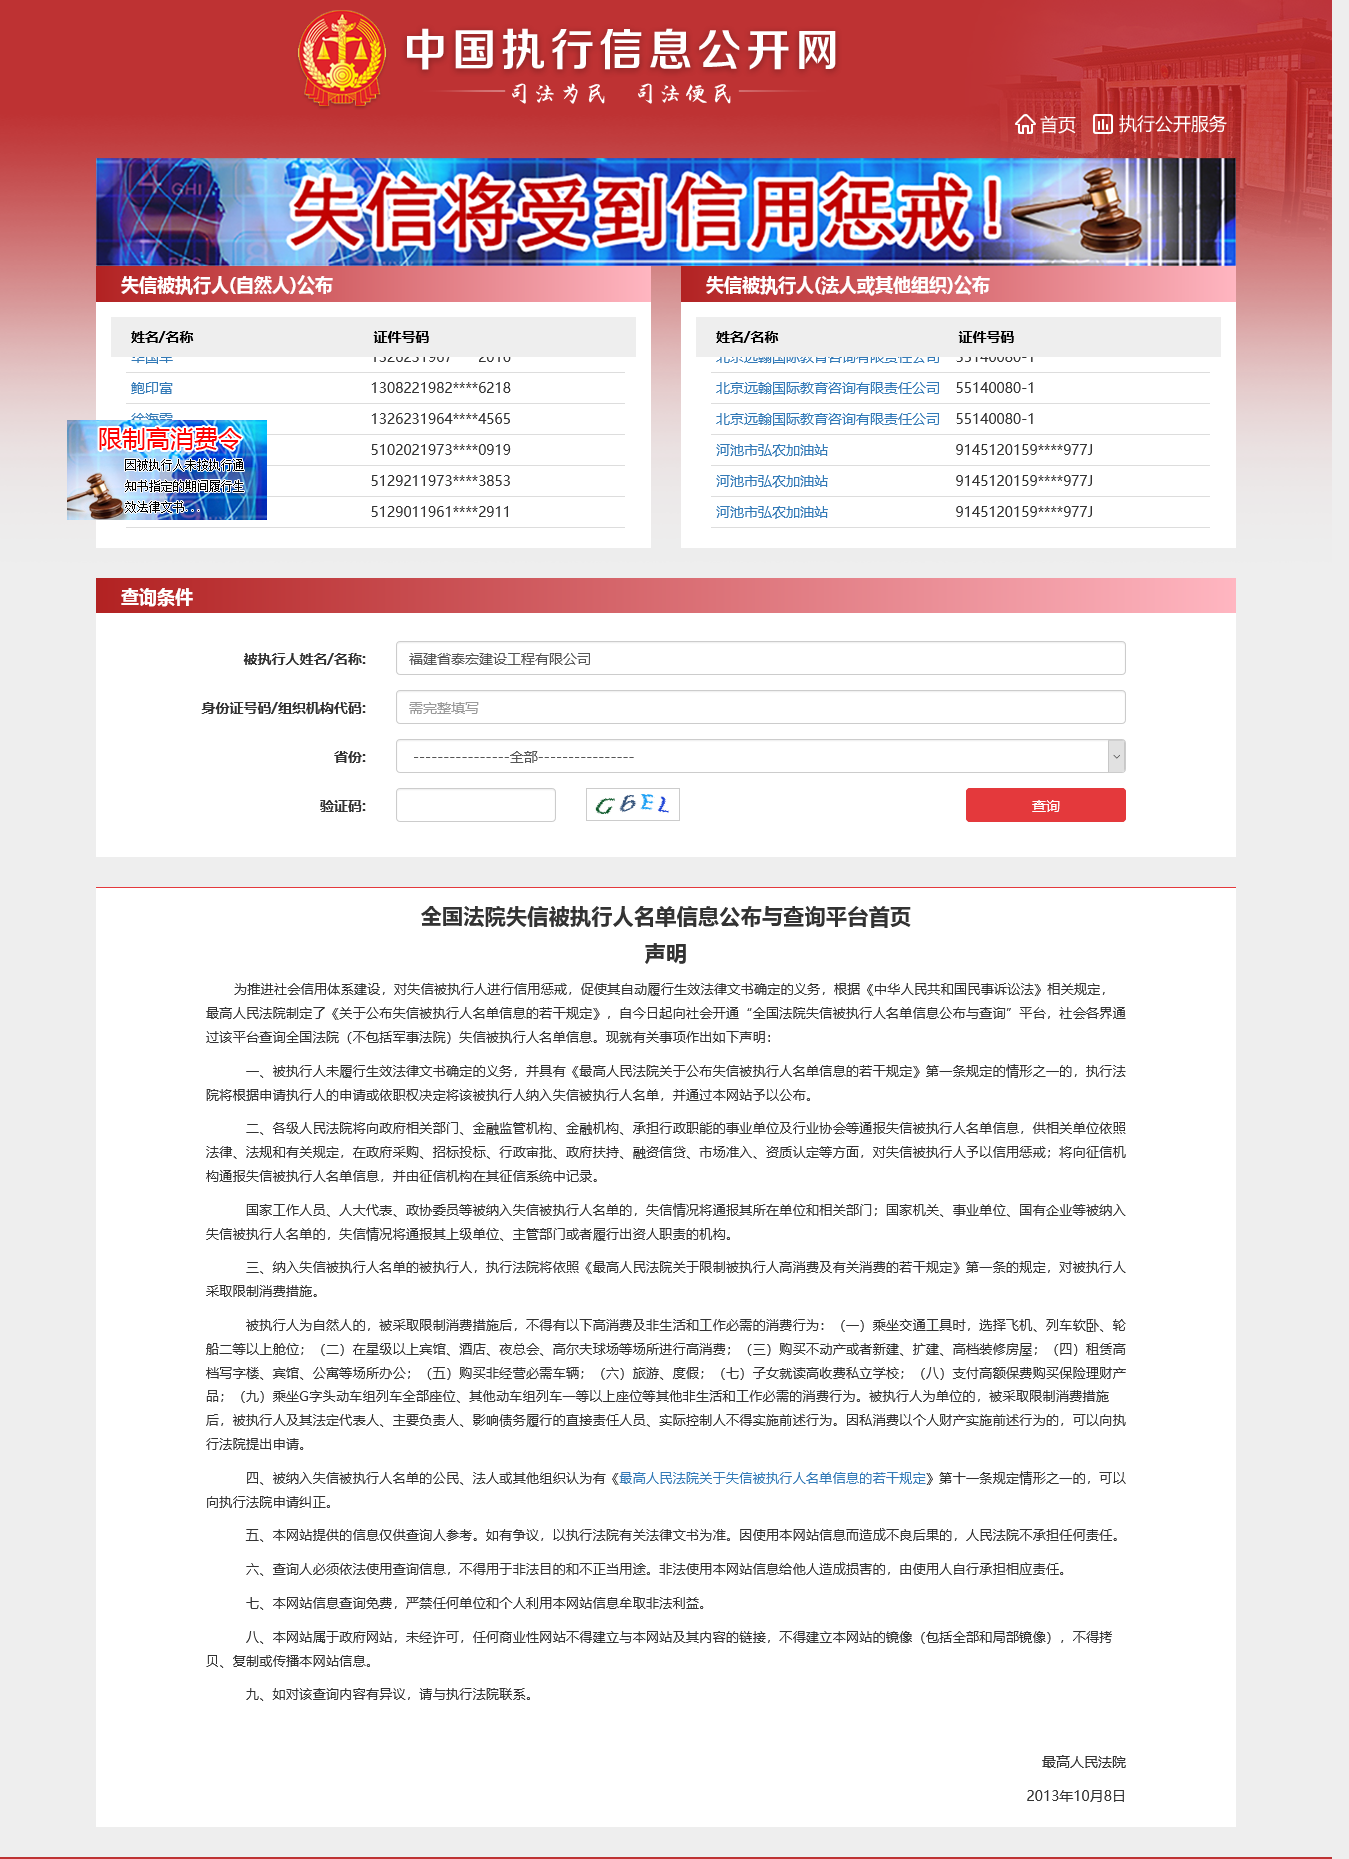 中国执行信息公开网
司法为民 司法便民
首页 执行公开服务
失信将受到信用惩戒！
失信被执行人(自然人)公布
姓名/名称 证件号码
鲍印富 1308221982****6218
徐海霞 1326231964****4565
5102021973****0919
5129211973****3853
5129011961****2911
限制高消费令
因被执行人未按执行通
知书指定的期间履行生
效法律文书...
失信被执行人(法人或其他组织)公布
姓名/名称 证件号码
北京远翰国际教育咨询有限责任公司 55140080-1
北京远翰国际教育咨询有限责任公司 55140080-1
北京远翰国际教育咨询有限责任公司 55140080-1
河池市弘农加油站 9145120159****977J
河池市弘农加油站 9145120159****977J
河池市弘农加油站 9145120159****977J
查询条件
被执行人姓名/名称: 福建省泰宏建设工程有限公司
身份证号码/组织机构代码: 需完整填写
省份: ----------------全部----------------
验证码: G6EL 查询
全国法院失信被执行人名单信息公布与查询平台首页
声明
为推进社会信用体系建设，对失信被执行人进行信用惩戒，促使其自动履行生效法律文书确定的义务，根据《中华人民共和国民事诉讼法》相关规定，
最高人民法院制定了《关于公布失信被执行人名单信息的若干规定》，自今日起向社会开通“全国法院失信被执行人名单信息公布与查询”平台，社会各界通
过该平台查询全国法院（不包括军事法院）失信被执行人名单信息。现就有关事项作出如下声明：
一、被执行人未履行生效法律文书确定的义务，并具有《最高人民法院关于公布失信被执行人名单信息的若干规定》第一条规定的情形之一的，执行法
院将根据申请执行人的申请或依职权决定将该被执行人纳入失信被执行人名单，并通过本网站予以公布。
二、各级人民法院将向政府相关部门、金融监管机构、金融机构、承担行政职能的事业单位及行业协会等通报失信被执行人名单信息，供相关单位依照
法律、法规和有关规定，在政府采购、招标投标、行政审批、政府扶持、融资信贷、市场准入、资质认定等方面，对失信被执行人予以信用惩戒；将向征信机
构通报失信被执行人名单信息，并由征信机构在其征信系统中记录。
国家工作人员、人大代表、政协委员等被纳入失信被执行人名单的，失信情况将通报其所在单位和相关部门；国家机关、事业单位、国有企业等被纳入
失信被执行人名单的，失信情况将通报其上级单位、主管部门或者履行出资人职责的机构。
三、纳入失信被执行人名单的被执行人，执行法院将依照《最高人民法院关于限制被执行人高消费及有关消费的若干规定》第一条的规定，对被执行人
采取限制消费措施。
被执行人为自然人的，被采取限制消费措施后，不得有以下高消费及非生活和工作必需的消费行为：（一）乘坐交通工具时，选择飞机、列车软卧、轮
船二等以上舱位；（二）在星级以上宾馆、酒店、夜总会、高尔夫球场等场所进行高消费；（三）购买不动产或者新建、扩建、高档装修房屋；（四）租赁高
档写字楼、宾馆、公寓等场所办公；（五）购买非经营必需车辆；（六）旅游、度假；（七）子女就读高收费私立学校；（八）支付高额保费购买保险理财产
品；（九）乘坐G字头动车组列车全部座位、其他动车组列车一等以上座位等其他非生活和工作必需的消费行为。被执行人为单位的，被采取限制消费措施
后，被执行人及其法定代表人、主要负责人、影响债务履行的直接责任人员、实际控制人不得实施前述行为。因私消费以个人财产实施前述行为的，可以向执
行法院提出申请。
四、被纳入失信被执行人名单的公民、法人或其他组织认为有《最高人民法院关于失信被执行人名单信息的若干规定》第十一条规定情形之一的，可以
向执行法院申请纠正。
五、本网站提供的信息仅供查询人参考。如有争议，以执行法院有关法律文书为准。因使用本网站信息而造成不良后果的，人民法院不承担任何责任。
六、查询人必须依法使用查询信息，不得用于非法目的和不正当用途。非法使用本网站信息给他人造成损害的，由使用人自行承担相应责任。
七、本网站信息查询免费，严禁任何单位和个人利用本网站信息牟取非法利益。
八、本网站属于政府网站，未经许可，任何商业性网站不得建立与本网站及其内容的链接，不得建立本网站的镜像（包括全部和局部镜像），不得拷
贝、复制或传播本网站信息。
九、如对该查询内容有异议，请与执行法院联系。
最高人民法院
2013年10月8日